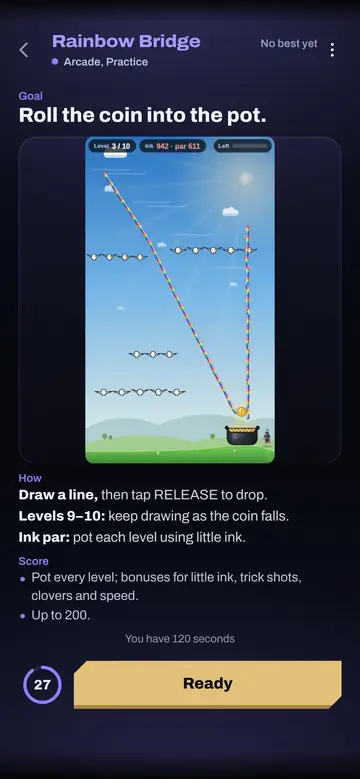 Rainbow Bridge
No best yet
Arcade, Practice
Goal
Roll the coin into the pot.
Level 3 / 10
Ink 942 · par 611
Left
How
Draw a line, then tap RELEASE to drop.
Levels 9–10: keep drawing as the coin falls.
Ink par: pot each level using little ink.
Score
• Pot every level; bonuses for little ink, trick shots,
clovers and speed.
• Up to 200.
You have 120 seconds
27
Ready